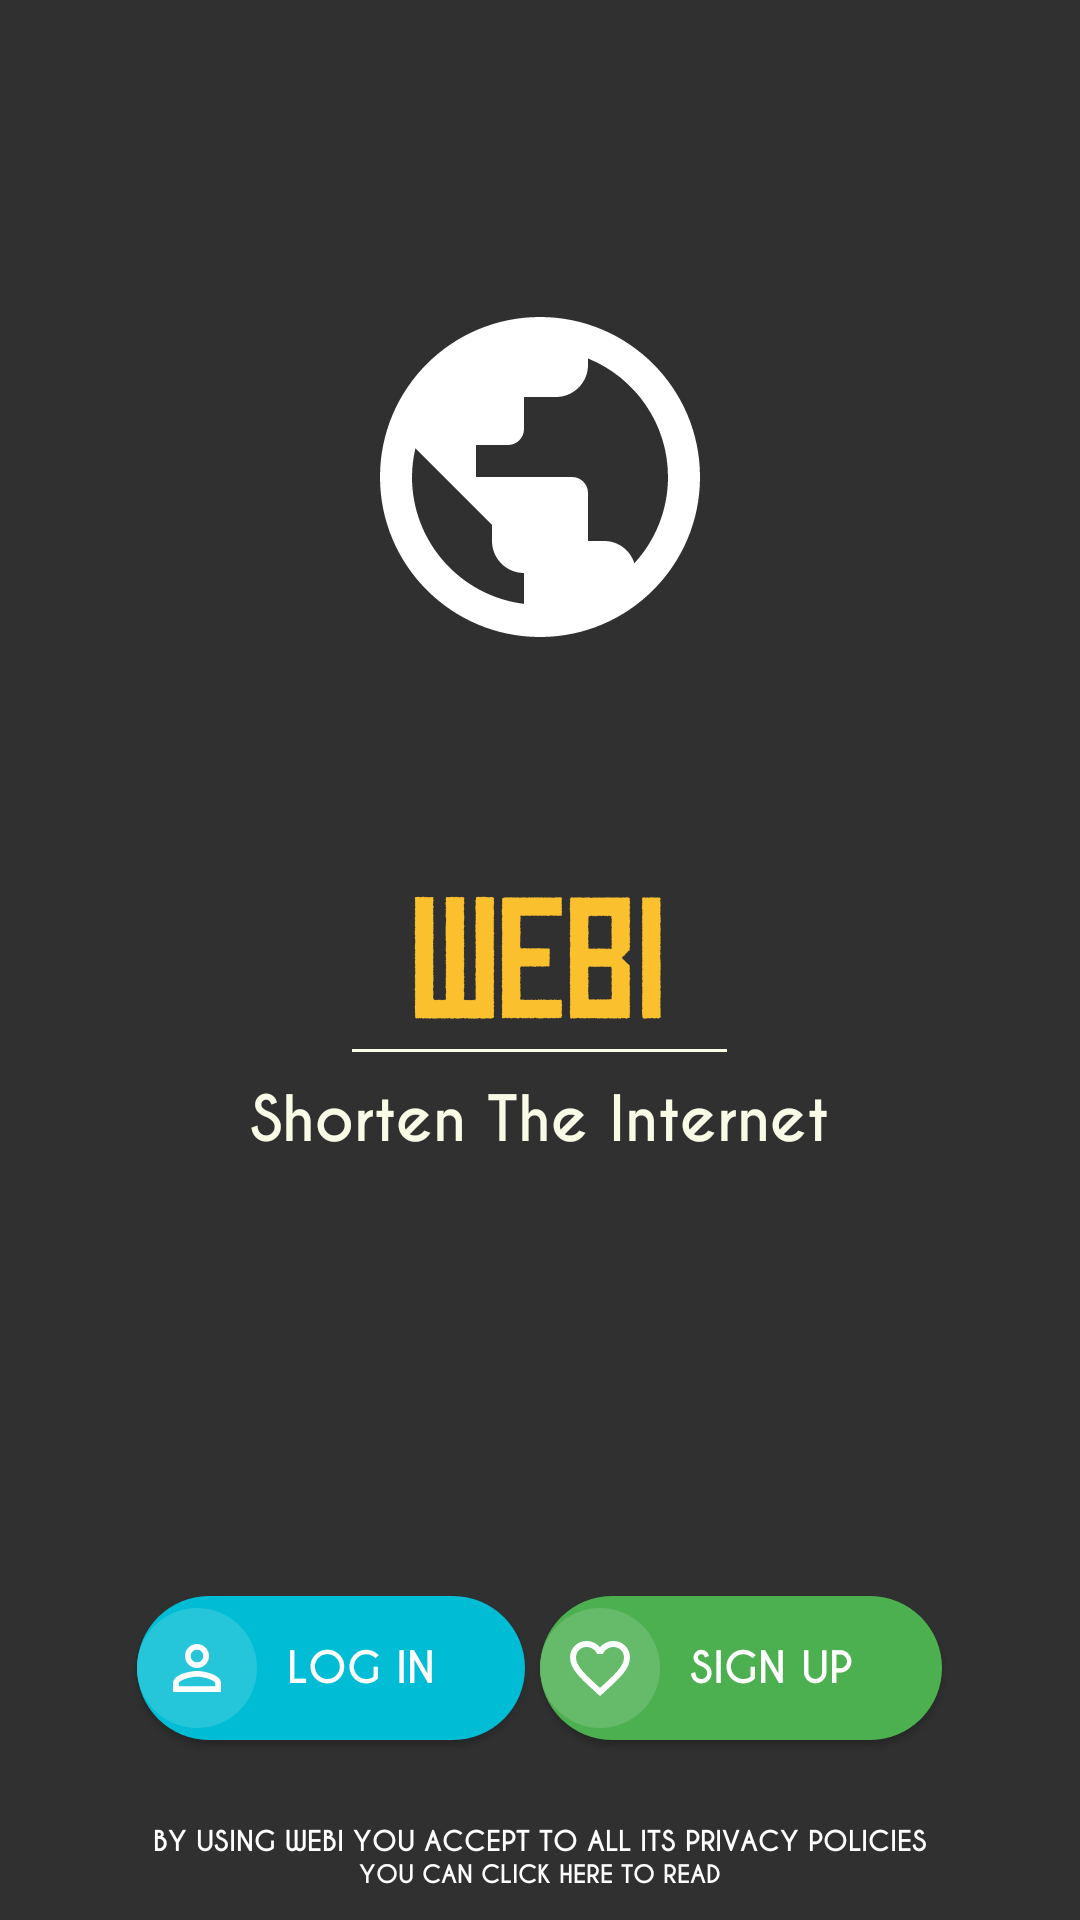 WEBI
Shorten The Internet
LOG IN
SIGN UP
BY USING WEBI YOU ACCEPT TO ALL ITS PRIVACY POLICIES
YOU CAN CLICK HERE TO READ